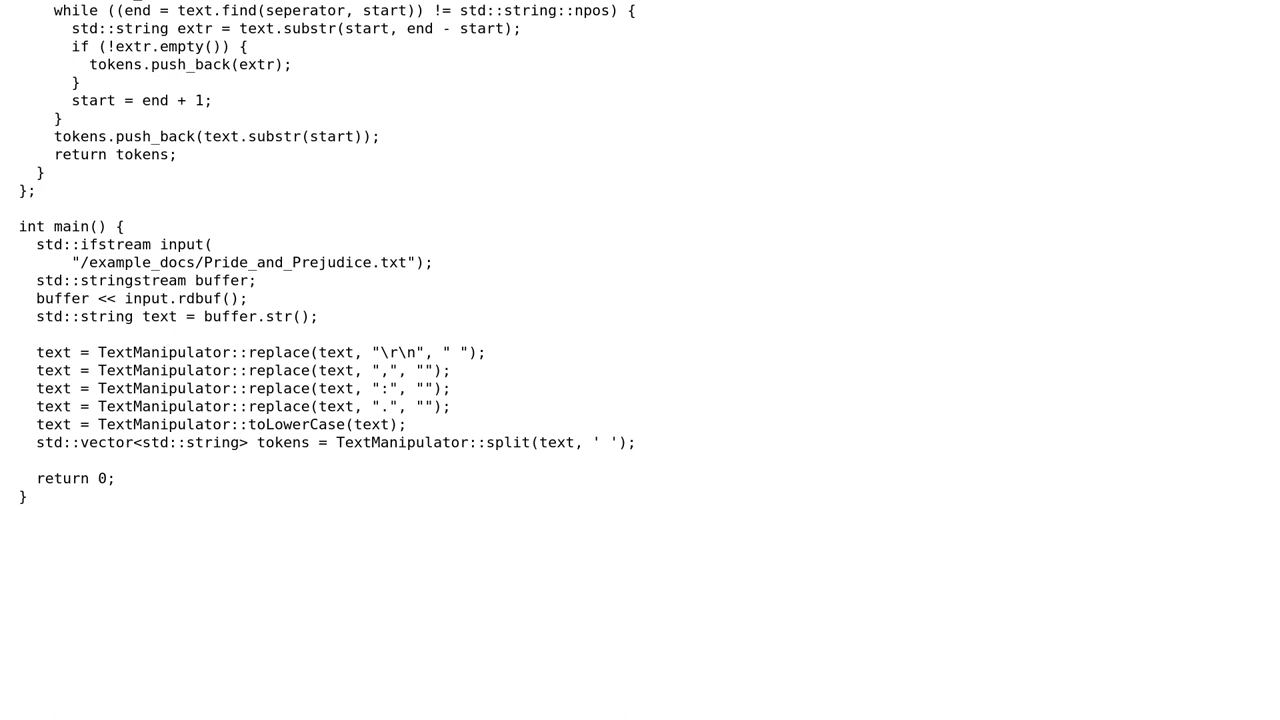 while ((end = text.find(seperator, start)) != std::string::npos) {
std::string extr = text.substr(start, end - start);
if (!extr.empty()) {
tokens.push_back(extr);
}
start = end + 1;
}
tokens.push_back(text.substr(start));
return tokens;
}
};
int main() {
std::ifstream input(
"/example_docs/Pride_and_Prejudice.txt");
std::stringstream buffer;
buffer << input.rdbuf();
std::string text = buffer.str();
text = TextManipulator::replace(text, "\r\n", " ");
text = TextManipulator::replace(text, ",", "");
text = TextManipulator::replace(text, ":", "");
text = TextManipulator::replace(text, ".", "");
text = TextManipulator::toLowerCase(text);
std::vector<std::string> tokens = TextManipulator::split(text, ' ');
return 0;
}